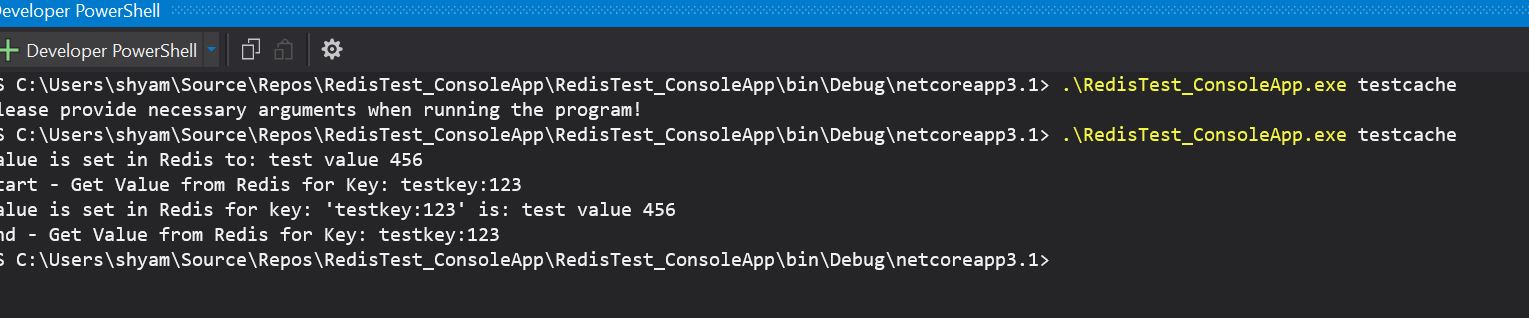 eveloper PowerShell
Developer PowerShell
S C:\Users\shyam\Source\Repos\RedisTest_ConsoleApp\RedisTest_ConsoleApp\bin\Debug\netcoreapp3.1> .\RedisTest_ConsoleApp.exe testcache
lease provide necessary arguments when running the program!
S C:\Users\shyam\Source\Repos\RedisTest_ConsoleApp\RedisTest_ConsoleApp\bin\Debug\netcoreapp3.1> .\RedisTest_ConsoleApp.exe testcache
alue is set in Redis to: test value 456
tart - Get Value from Redis for Key: testkey:123
alue is set in Redis for key: 'testkey:123' is: test value 456
nd - Get Value from Redis for Key: testkey:123
S C:\Users\shyam\Source\Repos\RedisTest_ConsoleApp\RedisTest_ConsoleApp\bin\Debug\netcoreapp3.1>